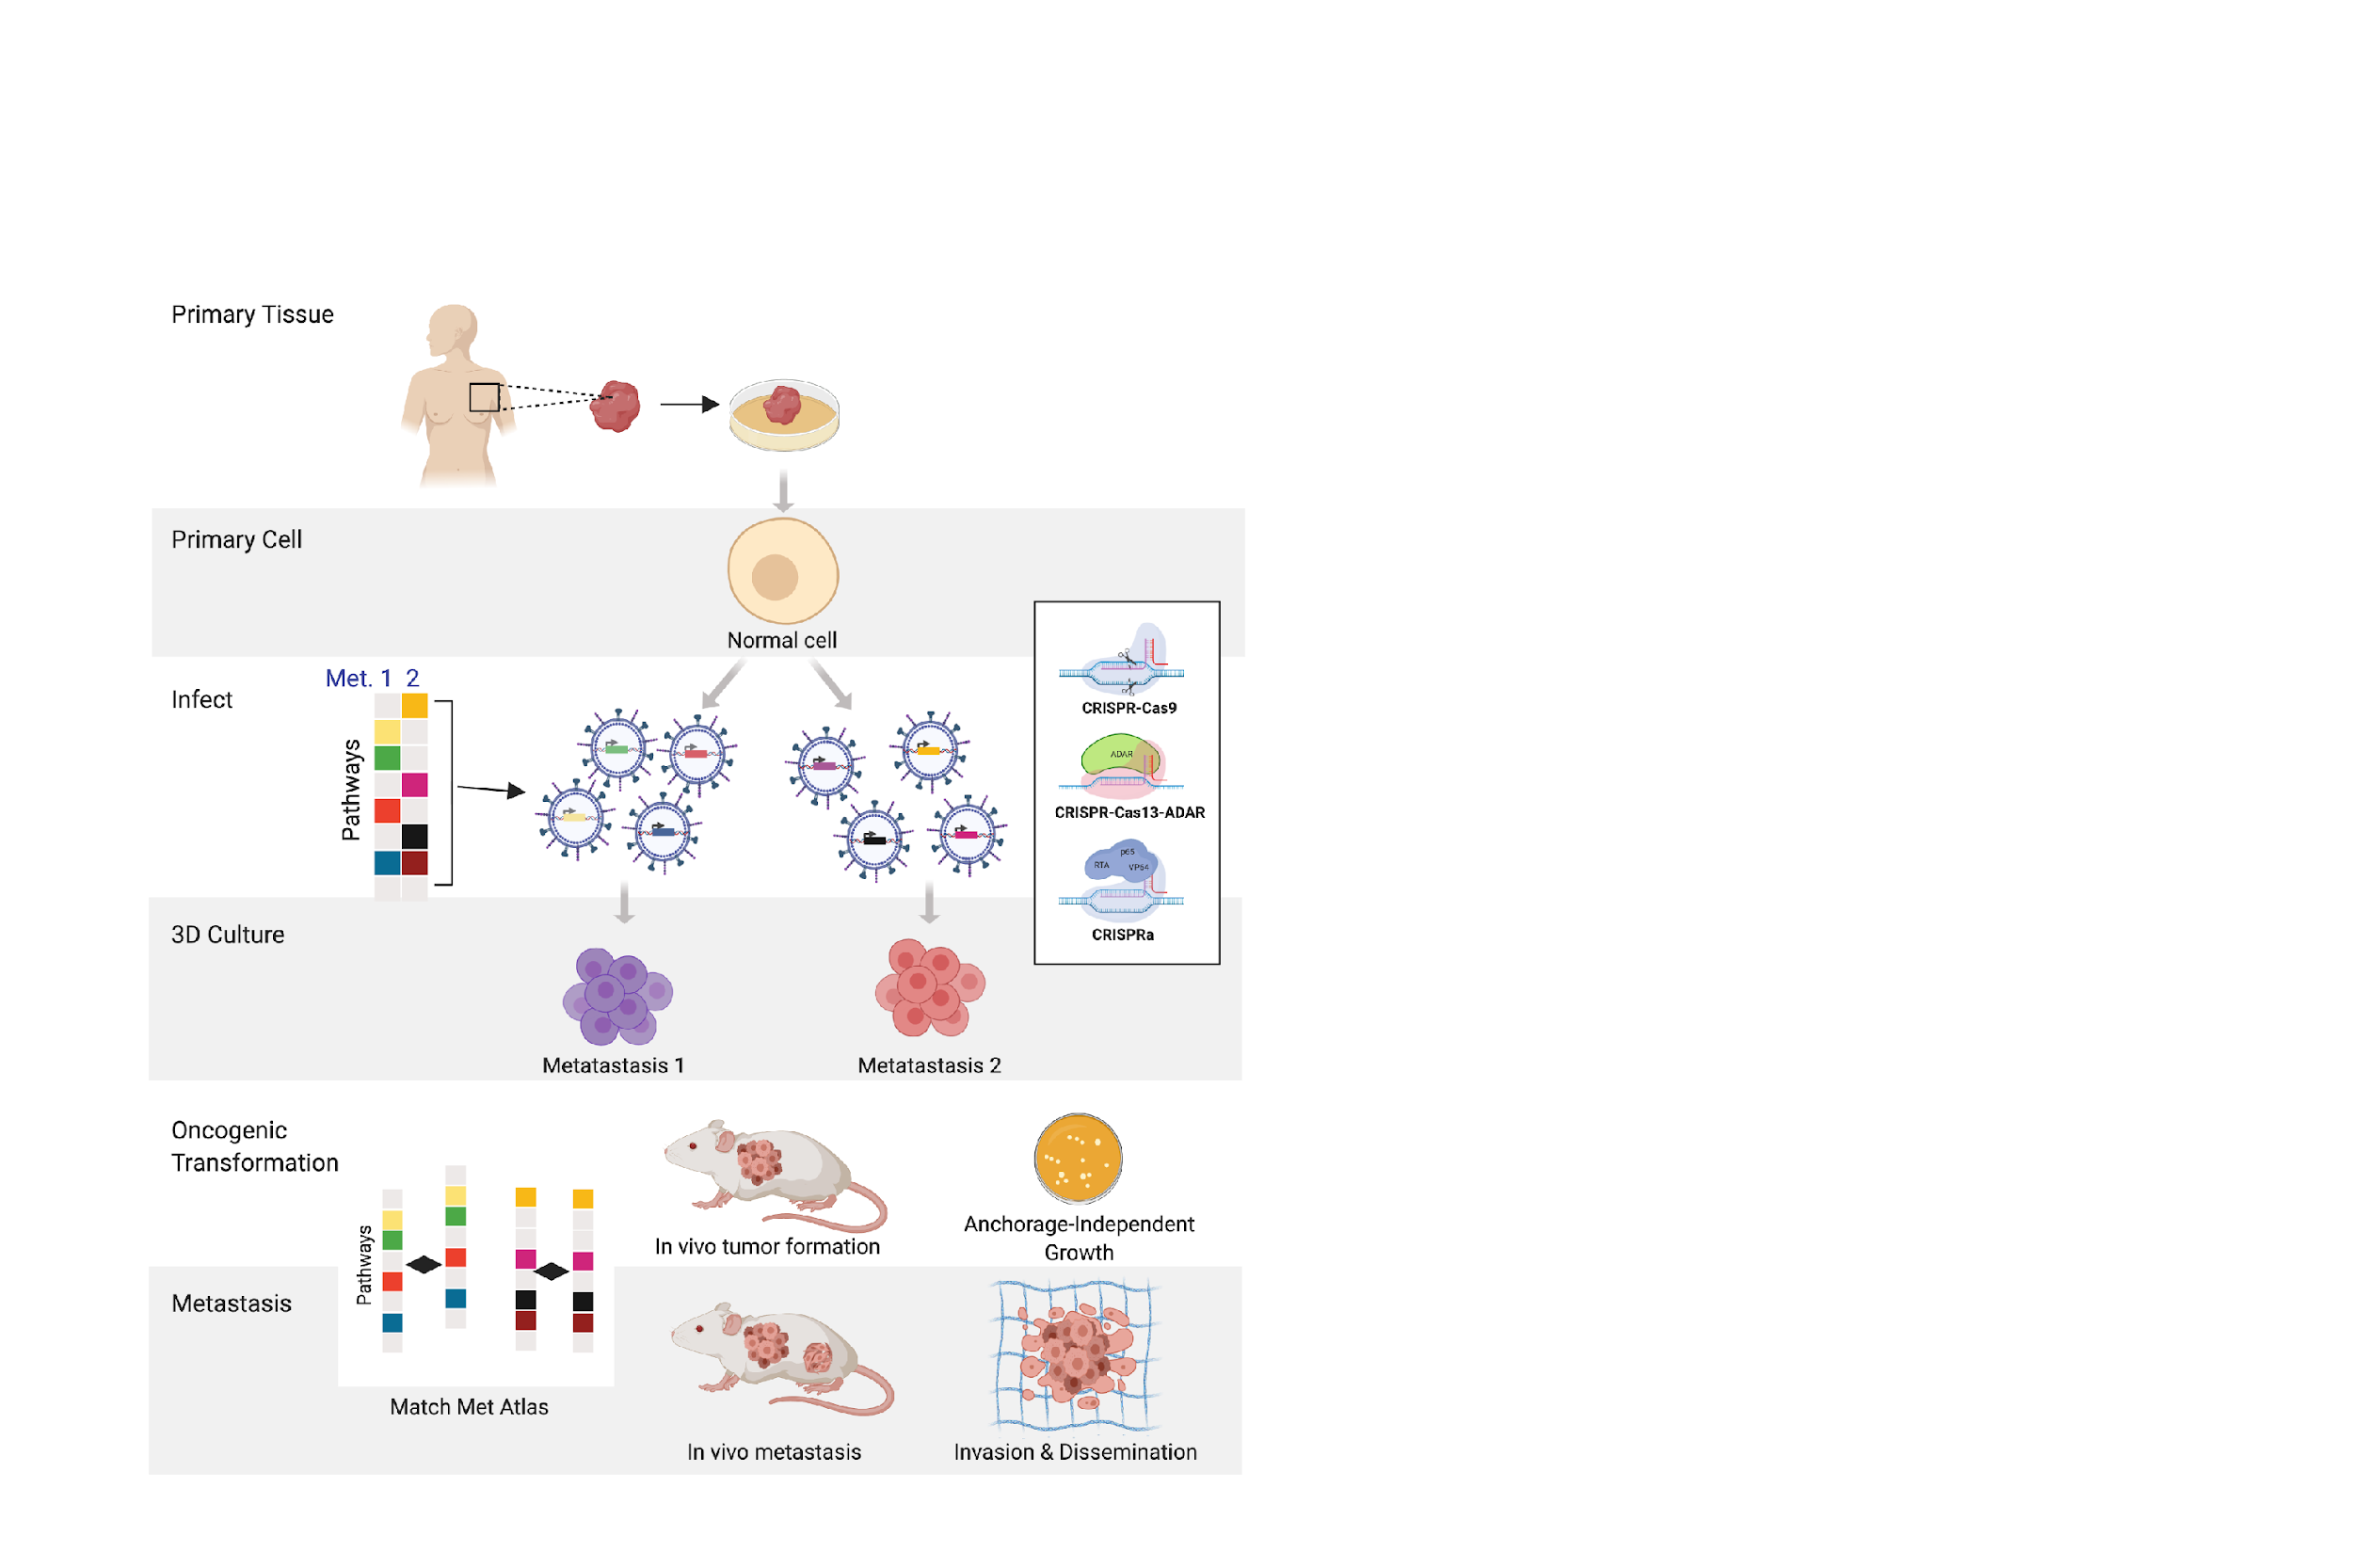 Primary Tissue
Primary Cell
Normal cell
Infect
Met. 1 2
Pathways
CRISPR-Cas9
ADAR
CRISPR-Cas13-ADAR
p65
RTA
VP64
CRISPRa
3D Culture
Metatastasis 1
Metatastasis 2
Oncogenic
Transformation
Pathways
In vivo tumor formation
Anchorage-Independent
Growth
Metastasis
Match Met Atlas
In vivo metastasis
Invasion & Dissemination